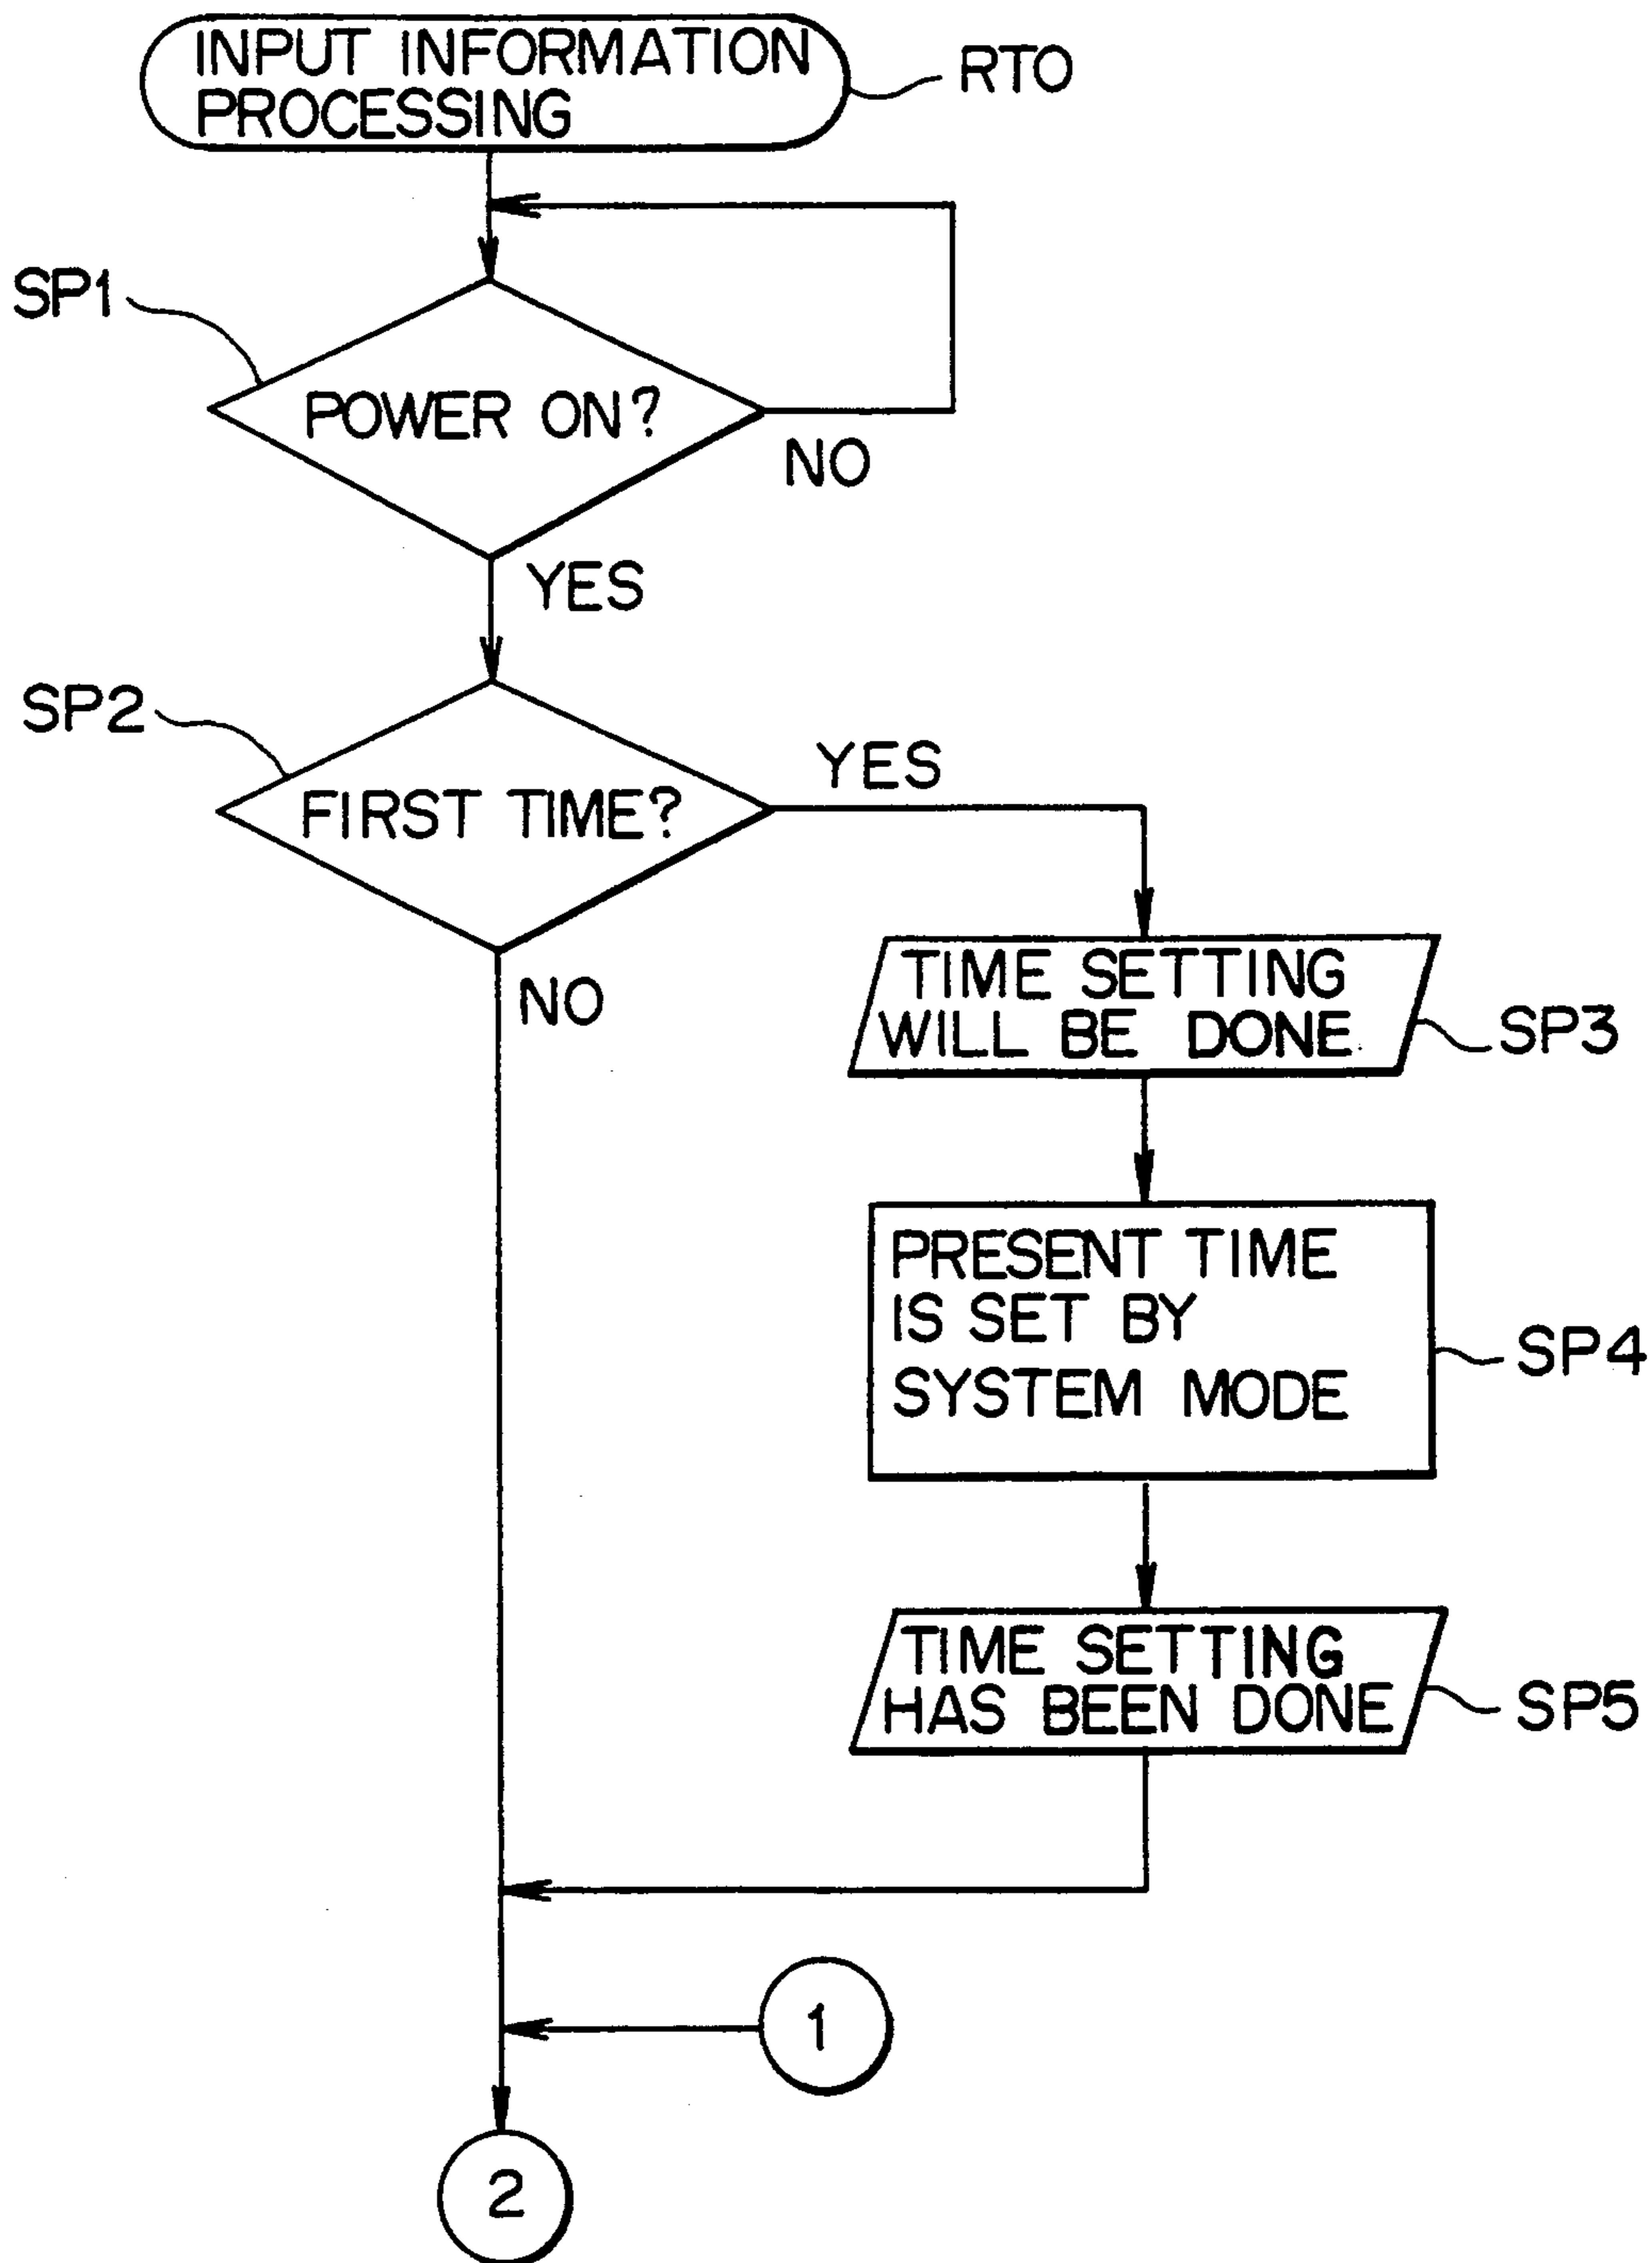 INPUT INFORMATION
PROCESSING
RTO
SP1
POWER ON?
NO
YES
SP2
FIRST TIME?
YES
NO
TIME SETTING
WILL BE DONE
SP3
PRESENT TIME
IS SET BY
SYSTEM MODE
SP4
TIME SETTING
HAS BEEN DONE
SP5
1
2